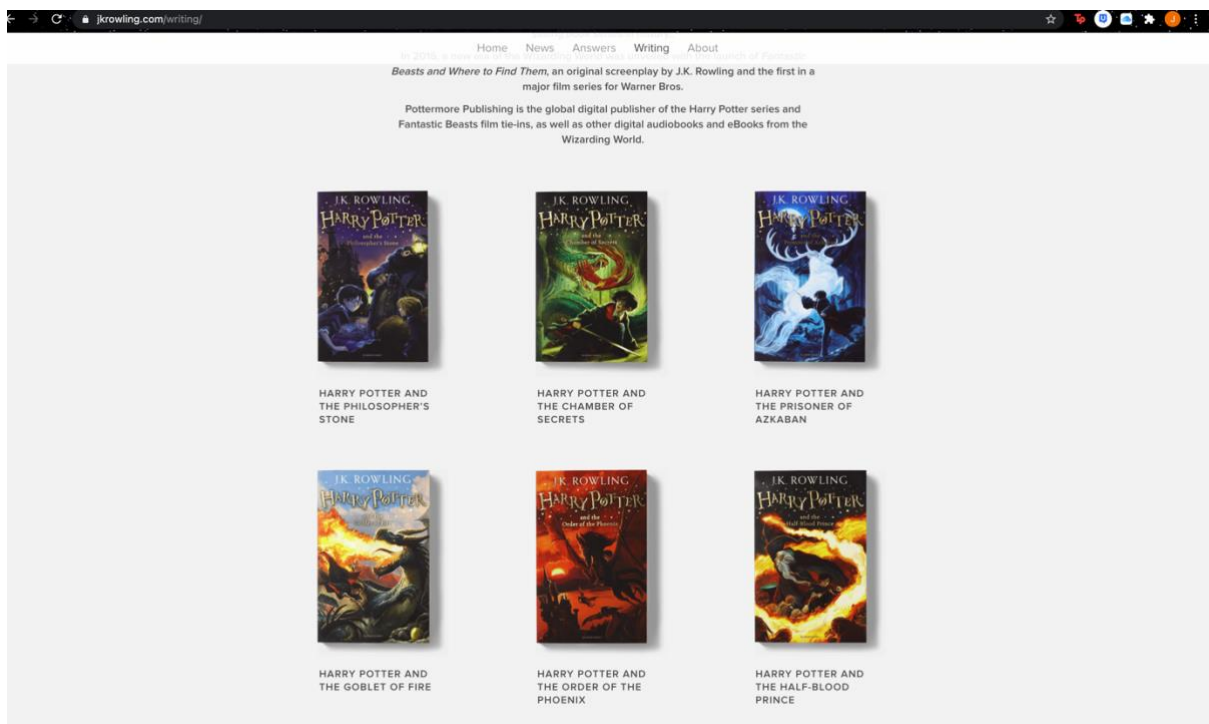 jkrowling.com/writing/
Home News Answers Writing About
Beasts and Where to Find Them, an original screenplay by J.K. Rowling and the first in a
major film series for Warner Bros.
Pottermore Publishing is the global digital publisher of the Harry Potter series and
Fantastic Beasts film tie-ins, as well as other digital audiobooks and eBooks from the
Wizarding World.
J.K. ROWLING
HARRY POTTER
and the
Philosopher's Stone
J.K. ROWLING
HARRY POTTER
and the
Chamber of Secrets
J.K. ROWLING
HARRY POTTER
and the
HARRY POTTER AND
THE PHILOSOPHER'S
STONE
HARRY POTTER AND
THE CHAMBER OF
SECRETS
HARRY POTTER AND
THE PRISONER OF
AZKABAN
J.K. ROWLING
HARRY POTTER
J.K. ROWLING
HARRY POTTER
and the
Order of the Phoenix
J.K. ROWLING
HARRY POTTER
and the
Half-Blood Prince
HARRY POTTER AND
THE GOBLET OF FIRE
HARRY POTTER AND
THE ORDER OF THE
PHOENIX
HARRY POTTER AND
THE HALF-BLOOD
PRINCE